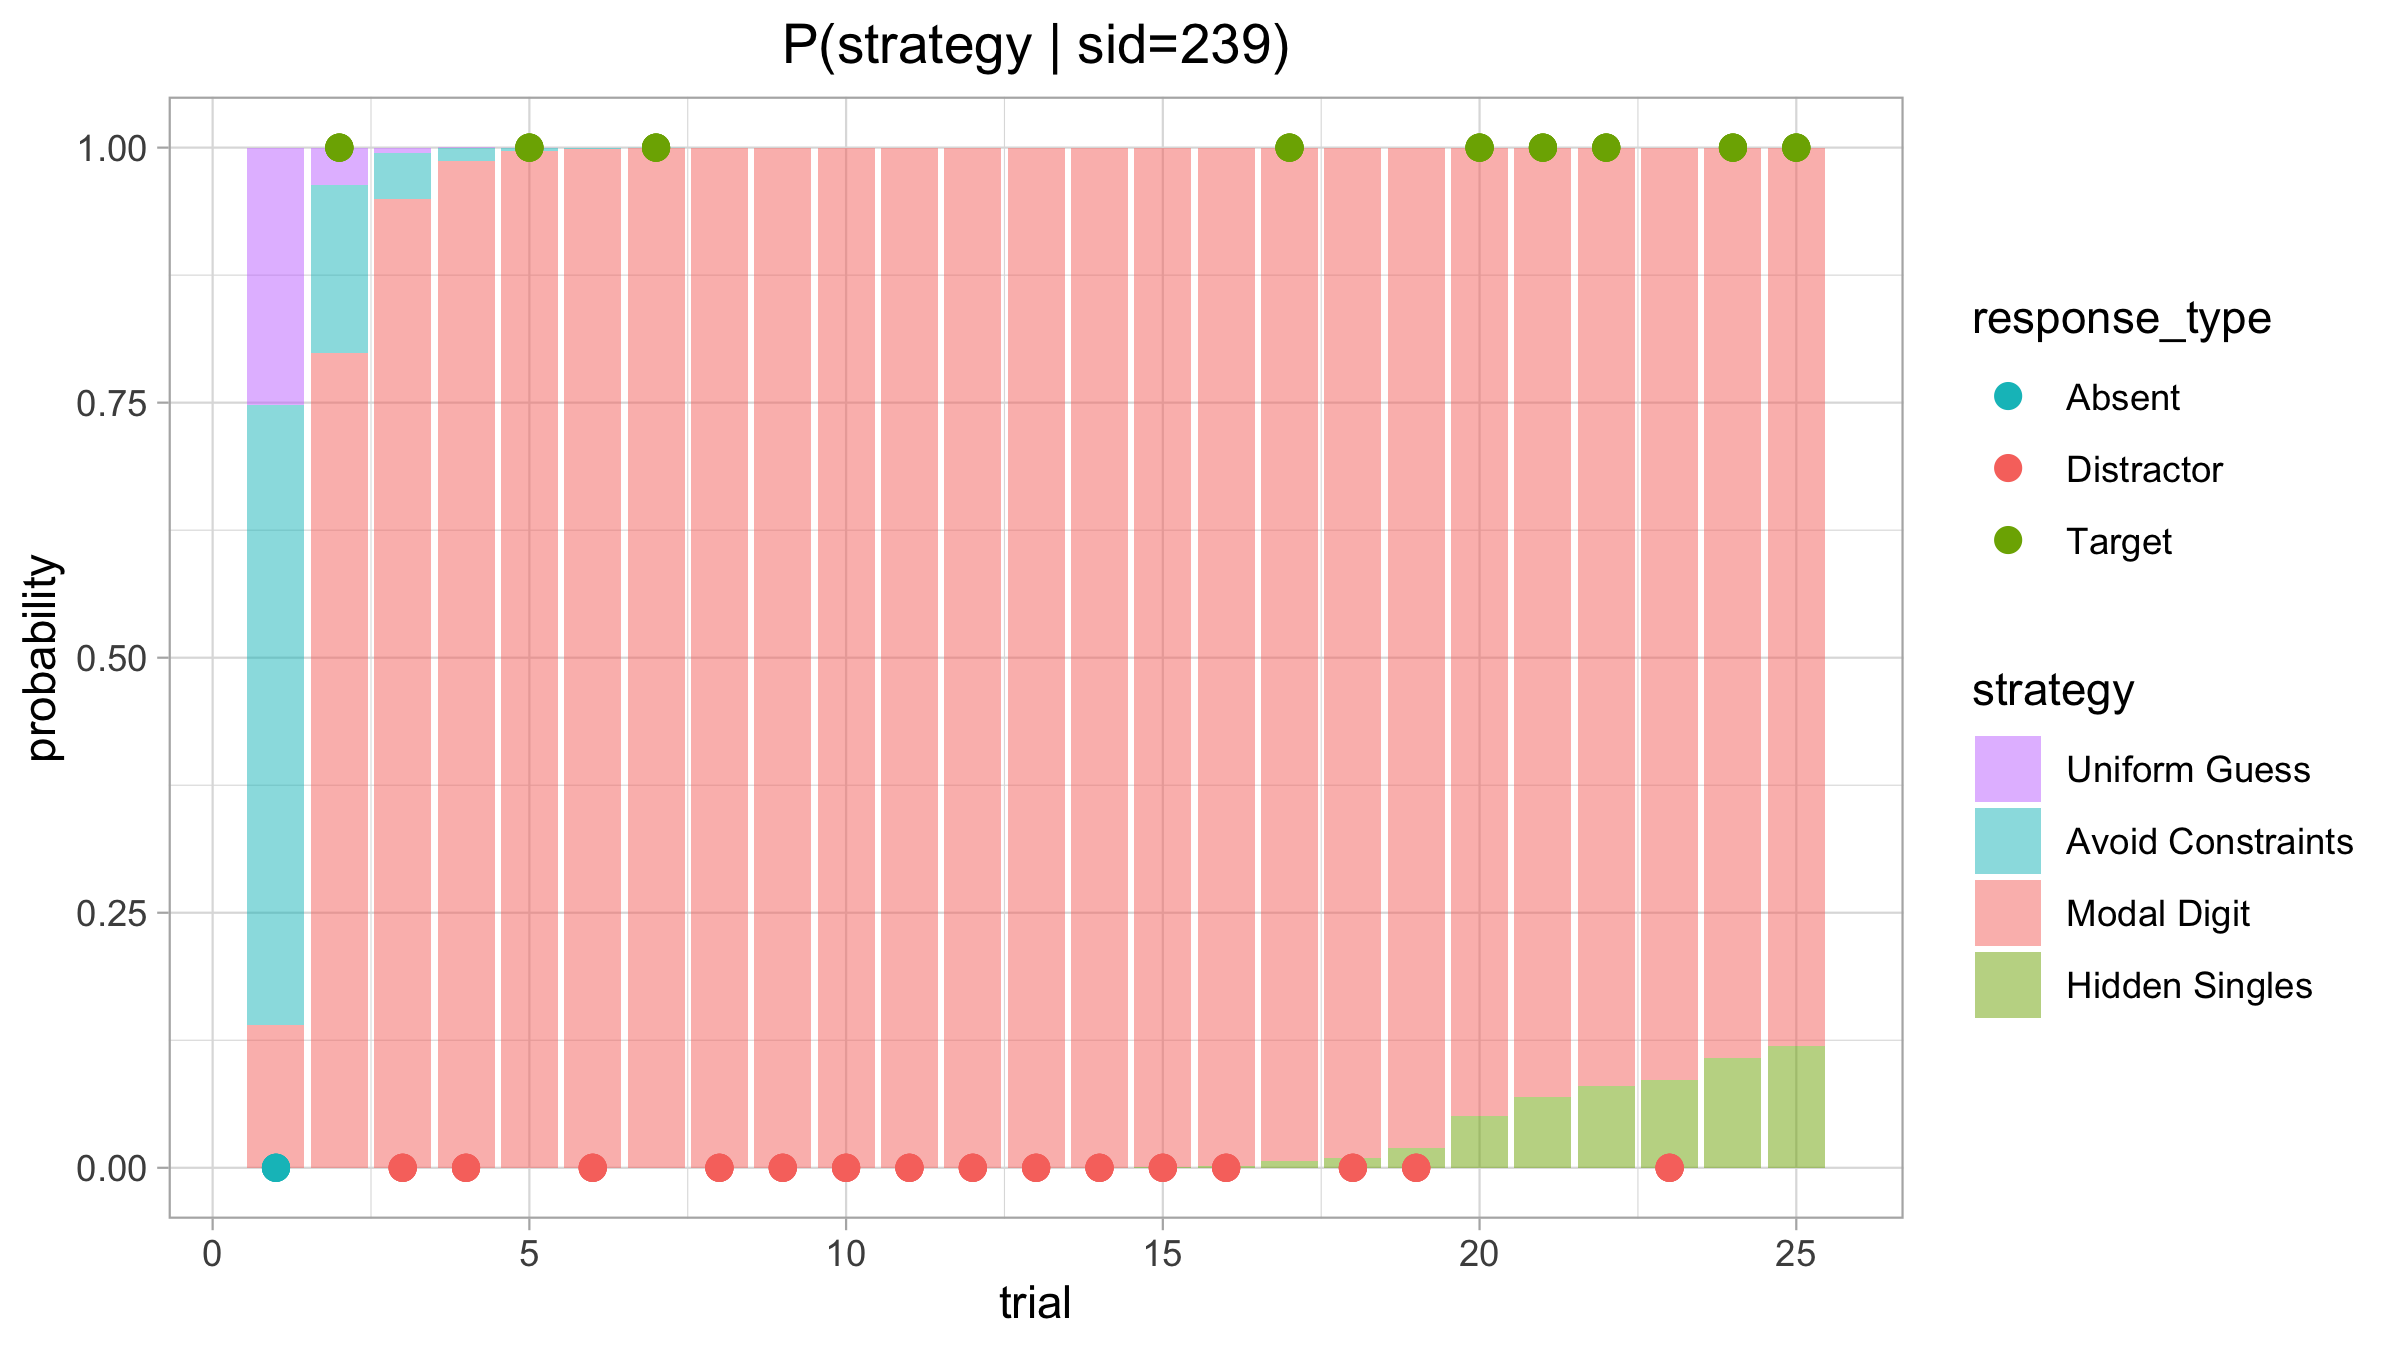 P(strategy | sid=239)
1.00
0.75
0.50
0.25
0.00
probability
0 5 10 15 20 25
trial
response_type
Absent
Distractor
Target
strategy
Uniform Guess
Avoid Constraints
Modal Digit
Hidden Singles